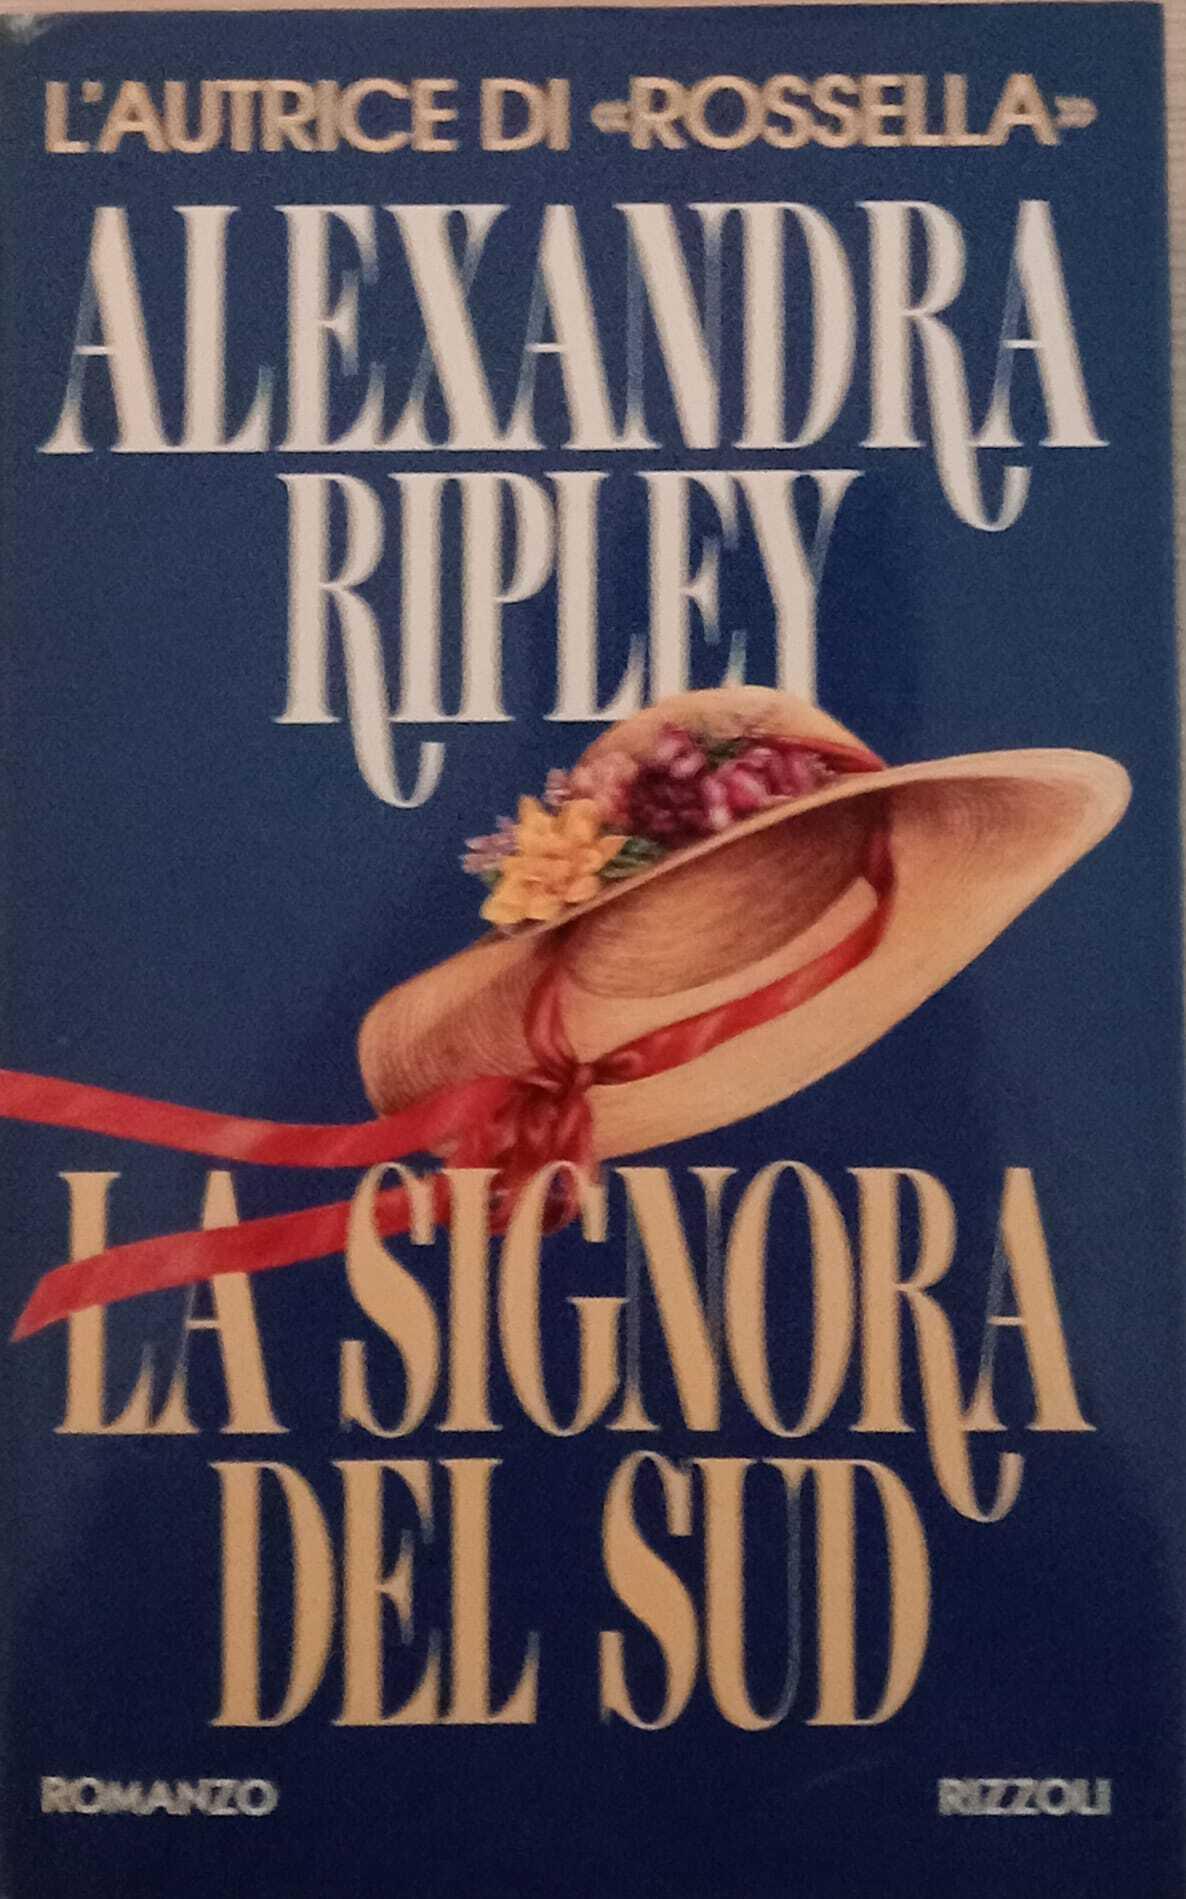 L'AUTRICE DI «ROSSELLA»
ALEXANDRA
RIPLEY
LA SIGNORA
DEL SUD
ROMANZO RIZZOLI